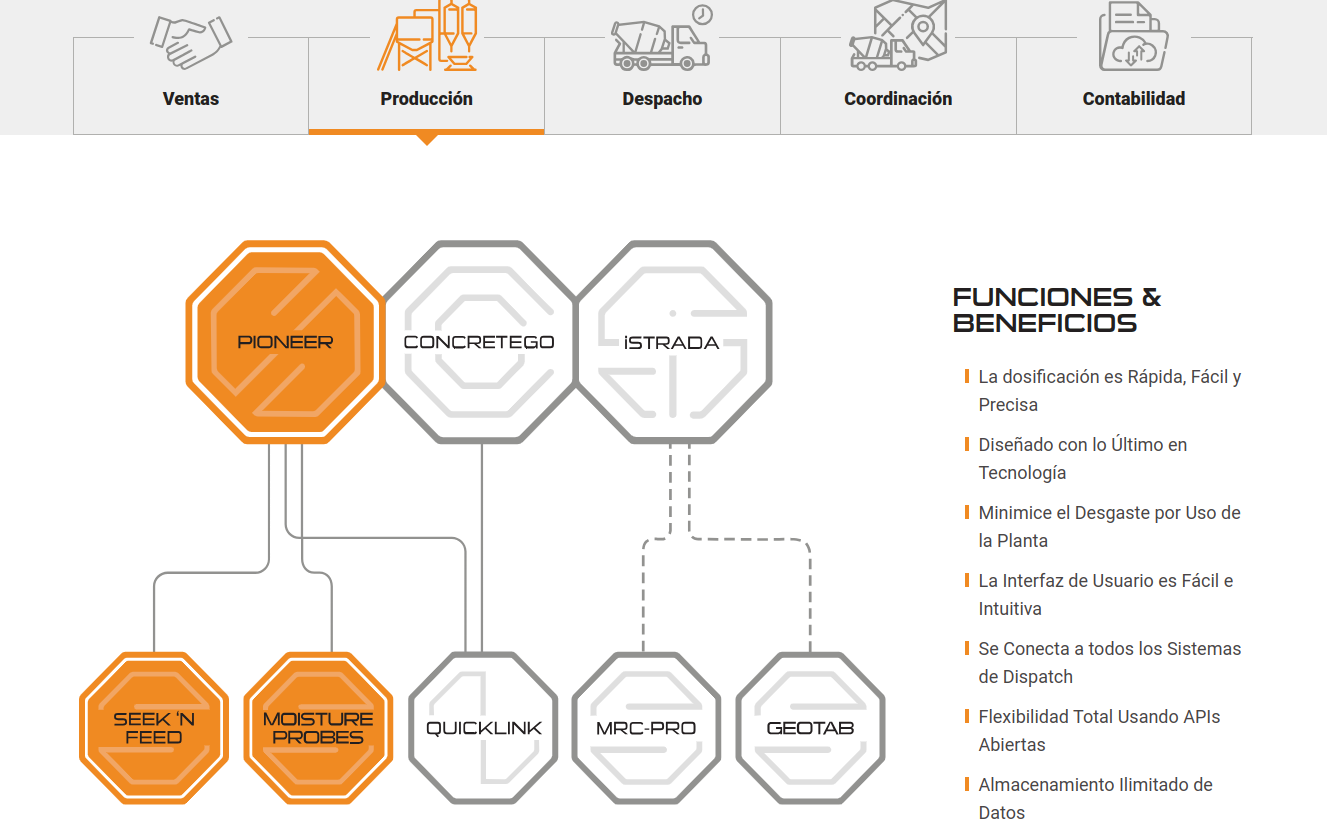 Ventas
Producción
Despacho
Coordinación
Contabilidad
PIONEER
CONCRETEGO
iSTRADA
SEEK 'N
FEED
MOISTURE
PROBES
QUICKLINK
MRC-PRO
GEOTAB
FUNCIONES &
BENEFICIOS
La dosificación es Rápida, Fácil y
Precisa
Diseñado con lo Último en
Tecnología
Minimice el Desgaste por Uso de
la Planta
La Interfaz de Usuario es Fácil e
Intuitiva
Se Conecta a todos los Sistemas
de Dispatch
Flexibilidad Total Usando APIs
Abiertas
Almacenamiento Ilimitado de
Datos